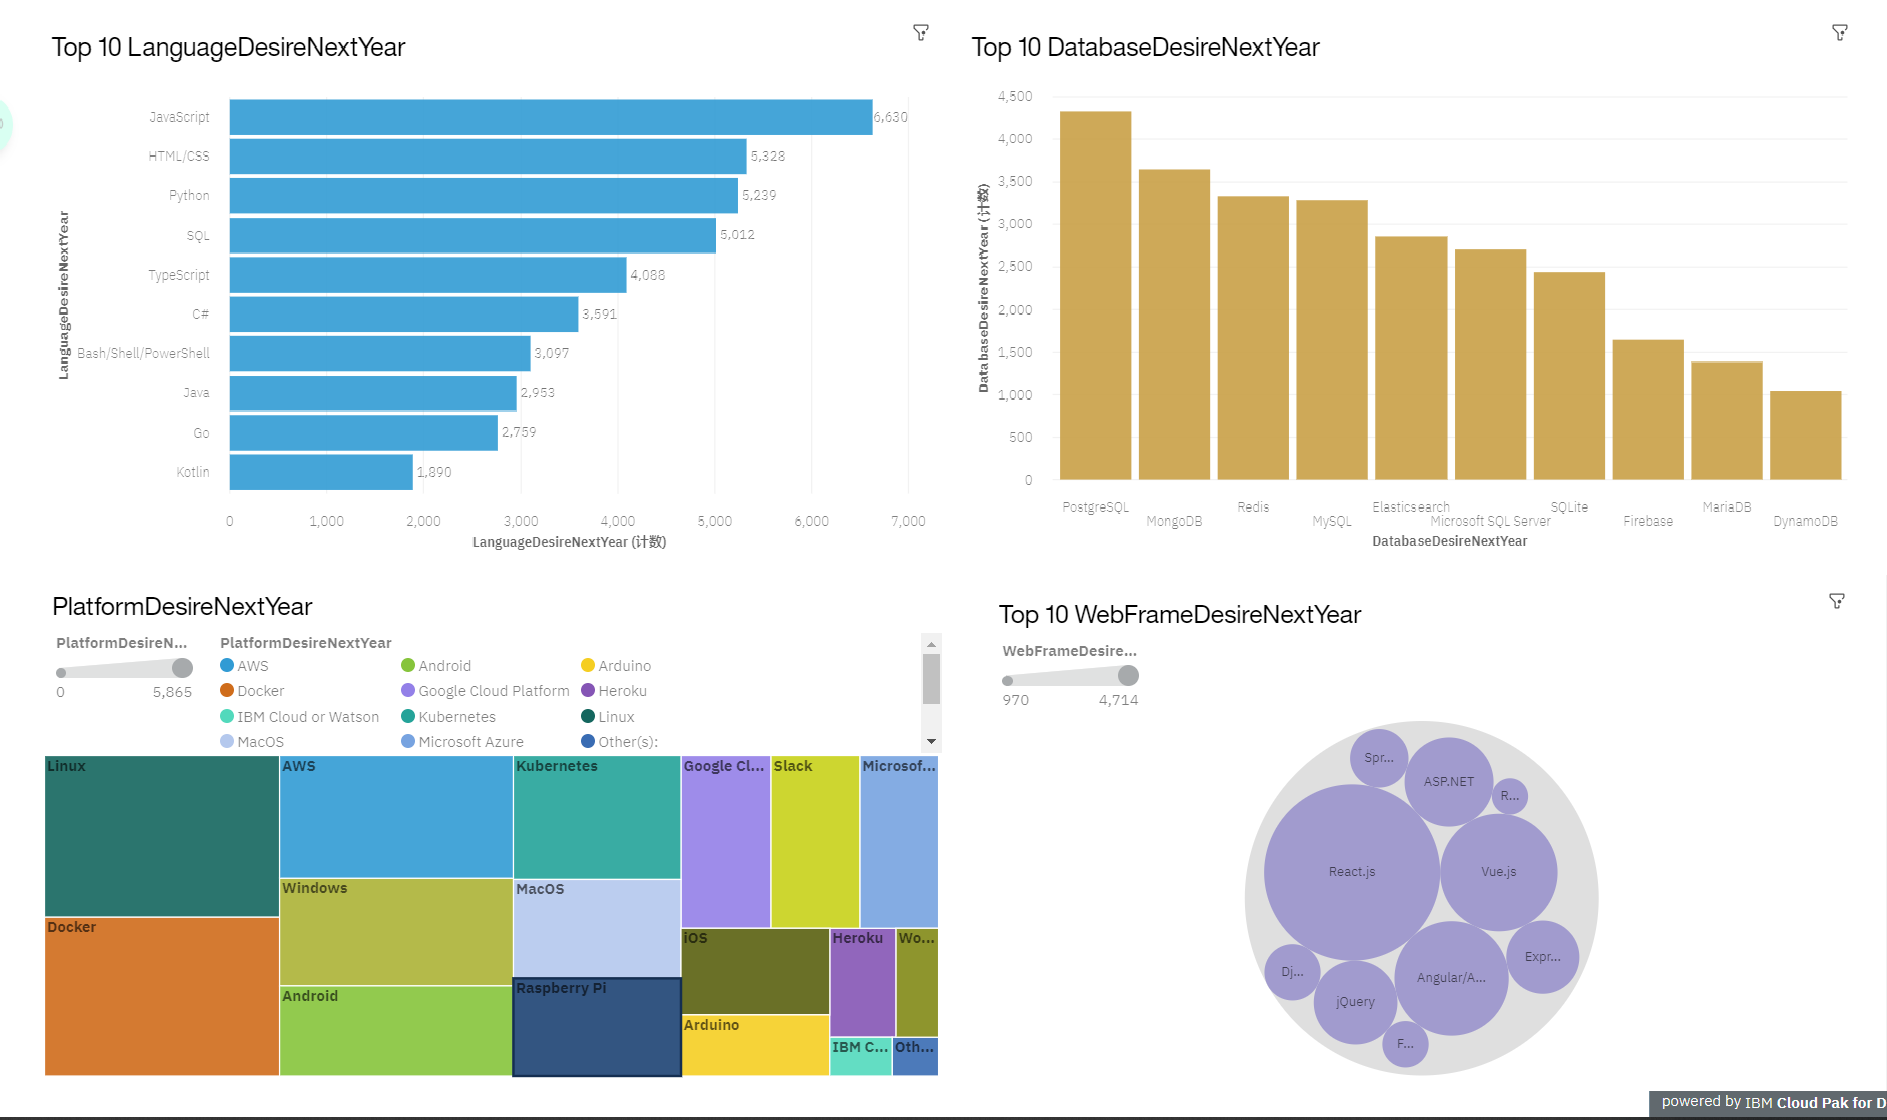 Top 10 LanguageDesireNextYear
LanguageDesireNextYear
JavaScript
HTML/CSS
Python
SQL
TypeScript
C#
Bash/Shell/PowerShell
Java
Go
Kotlin
6,630
5,328
5,239
5,012
4,088
3,591
3,097
2,953
2,759
1,890
0 1,000 2,000 3,000 4,000 5,000 6,000 7,000
LanguageDesireNextYear (计数)
Top 10 DatabaseDesireNextYear
DatabaseDesireNextYear (计数)
4,500
4,000
3,500
3,000
2,500
2,000
1,500
1,000
500
0
PostgreSQL MongoDB Redis MySQL Elasticsearch Microsoft SQL Server SQLite Firebase MariaDB DynamoDB
DatabaseDesireNextYear
PlatformDesireNextYear
PlatformDesireN...
0 5,865
PlatformDesireNextYear
AWS Android Arduino
Docker Google Cloud Platform Heroku
IBM Cloud or Watson Kubernetes Linux
MacOS Microsoft Azure Other(s):
Linux AWS Kubernetes Google Cl... Slack Microsof...
Windows MacOS
Docker iOS Heroku Wo...
Android Raspberry Pi
Arduino IBM C... Oth...
Top 10 WebFrameDesireNextYear
WebFrameDesire...
970 4,714
Spr...
ASP.NET
R...
React.js
Vue.js
Expr...
Dj...
Angular/A...
jQuery
F...
powered by IBM Cloud Pak for D